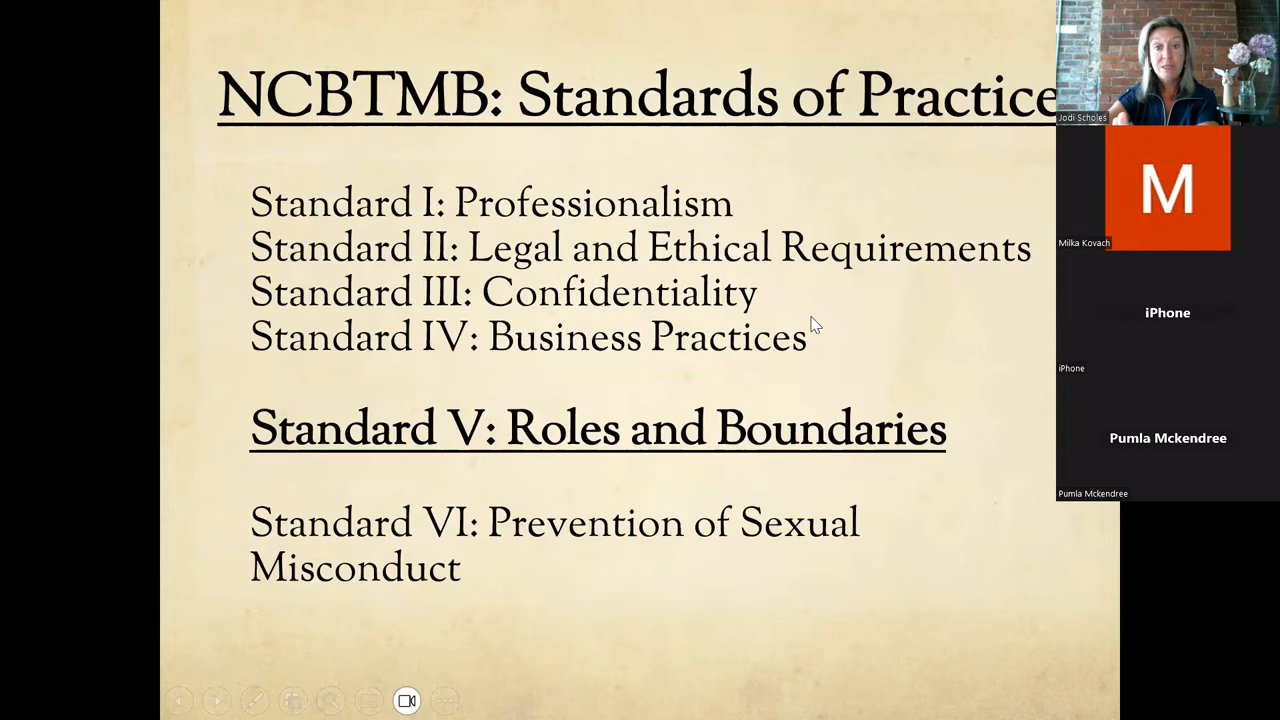 NCBTMB: Standards of Practice
Standard I: Professionalism
Standard II: Legal and Ethical Requirements
Standard III: Confidentiality
Standard IV: Business Practices
Standard V: Roles and Boundaries
Standard VI: Prevention of Sexual
Misconduct
Jodi Scholes
M
Milka Kovach
iPhone
iPhone
Pumla Mckendree
Pumla Mckendree